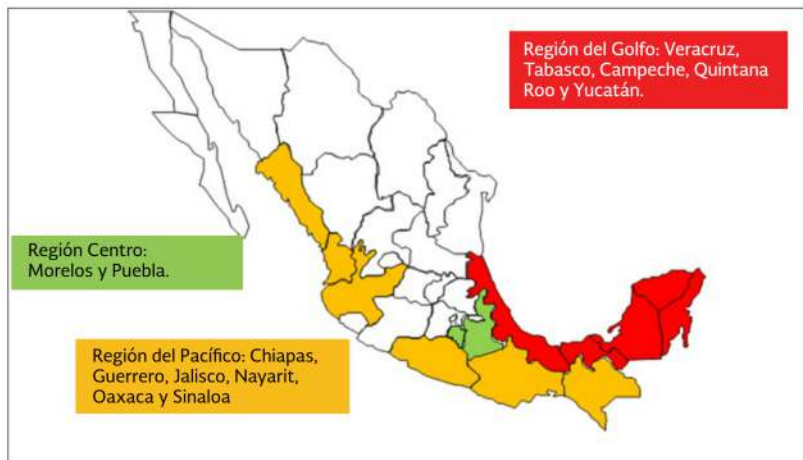 Región del Golfo: Veracruz,
Tabasco, Campeche, Quintana
Roo y Yucatán.
Región Centro:
Morelos y Puebla.
Región del Pacífico: Chiapas,
Guerrero, Jalisco, Nayarit,
Oaxaca y Sinaloa